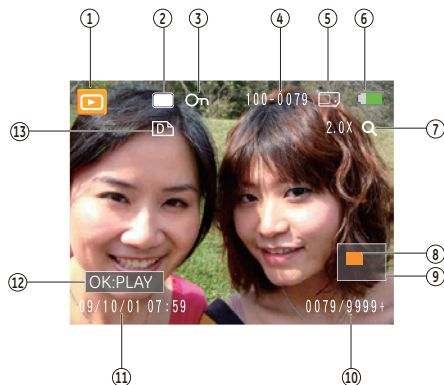 ① ② ③ ④ ⑤ ⑥
100-0079
⑬ D 2.0X ⑦
⑧
⑨
⑫ OK:PLAY
09/10/01 07:59 0079/9999+
⑪ ⑩